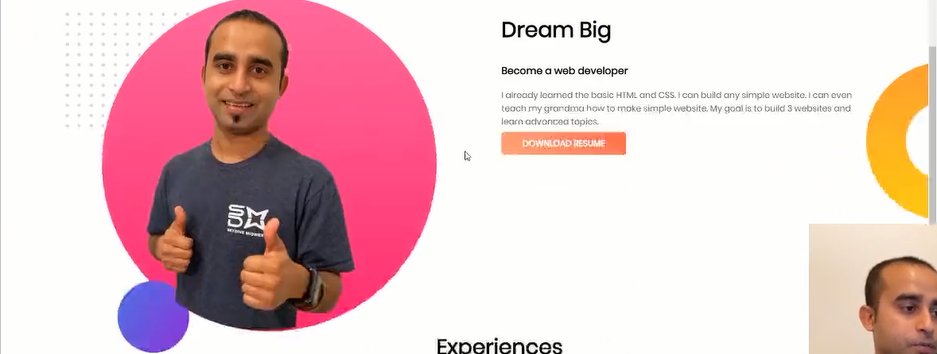 Dream Big
Become a web developer
I already learned the basic HTML and CSS. I can build any simple website. I can even
teach my grandma how to make simple website. My goal is to build 3 websites and
learn advanced topics.
DOWNLOAD RESUME
SDM
Experiences